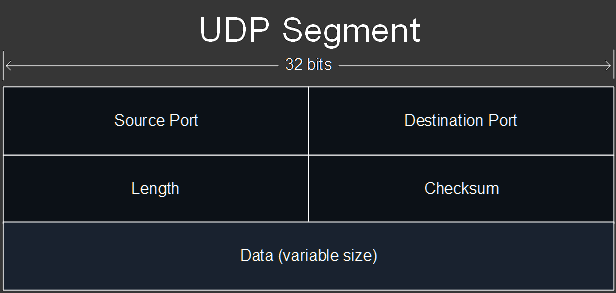 UDP Segment
32 bits
Source Port
Destination Port
Length
Checksum
Data (variable size)